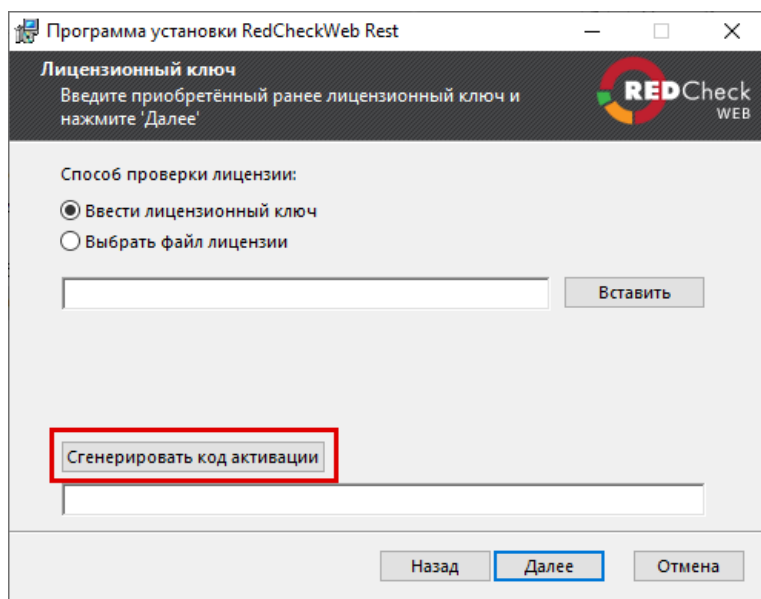 Программа установки RedCheckWeb Rest
Лицензионный ключ
Введите приобретённый ранее лицензионный ключ и
нажмите 'Далее'
REDCheck
WEB
Способ проверки лицензии:
Ввести лицензионный ключ
Выбрать файл лицензии
Вставить
Сгенерировать код активации
Назад Далее Отмена